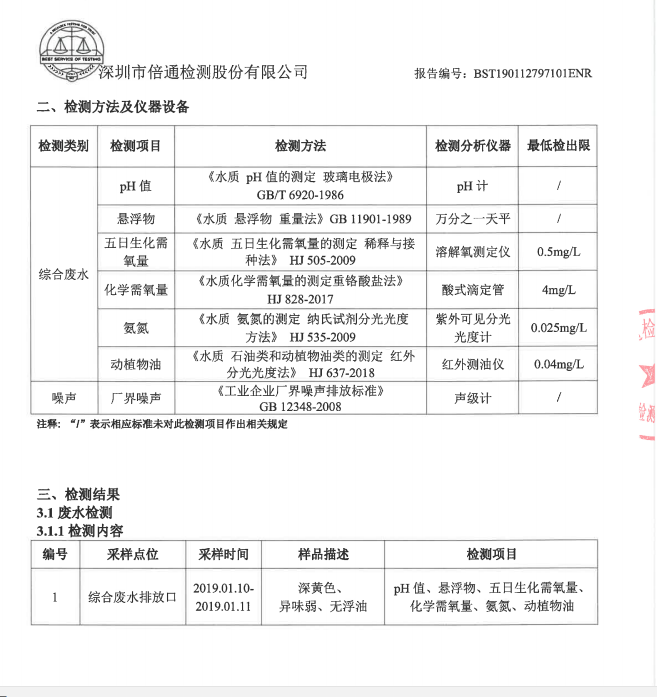 BEST SERVICE OF TESTING
深圳市倍通检测股份有限公司
报告编号：BST190112797101ENR
二、检测方法及仪器设备
检测类别 检测项目 检测方法 检测分析仪器 最低检出限
综合废水
pH 值 《水质 pH 值的测定 玻璃电极法》 pH 计 /
GB/T 6920-1986
悬浮物 《水质 悬浮物 重量法》GB 11901-1989 万分之一天平 /
五日生化需 《水质 五日生化需氧量的测定 稀释与接 溶解氧测定仪 0.5mg/L
氧量 种法》 HJ 505-2009
化学需氧量 《水质化学需氧量的测定重铬酸盐法》 酸式滴定管 4mg/L
HJ 828-2017
氨氮 《水质 氨氮的测定 纳氏试剂分光光度 紫外可见分光 0.025mg/L
方法》 HJ 535-2009 光度计
动植物油 《水质 石油类和动植物油类的测定 红外 红外测油仪 0.04mg/L
分光光度法》 HJ 637-2018
噪声 厂界噪声 《工业企业厂界噪声排放标准》 声级计 /
GB 12348-2008
注释：“/”表示相应标准未对此检测项目作出相关规定
检
检测
三、检测结果
3.1 废水检测
3.1.1 检测内容
编号 采样点位 采样时间 样品描述 检测项目
1 综合废水排放口 2019.01.10- 深黄色、 pH 值、悬浮物、五日生化需氧量、
2019.01.11 异味弱、无浮油 化学需氧量、氨氮、动植物油